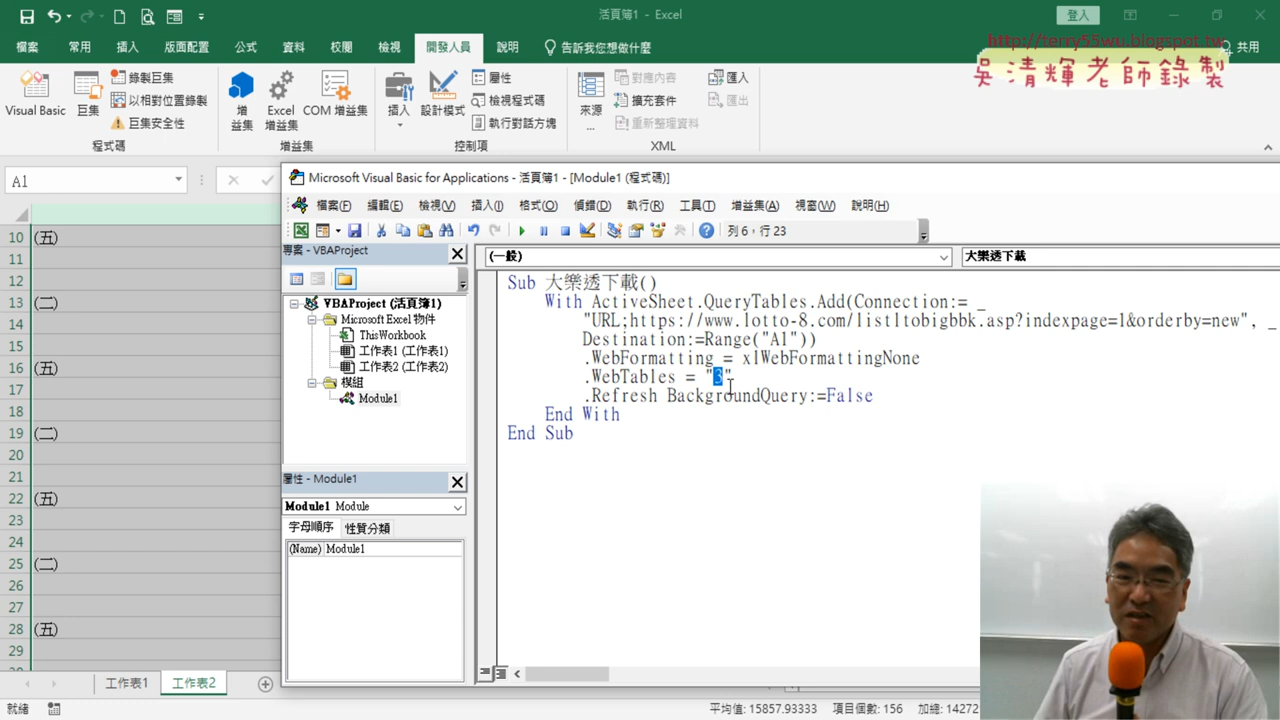 活頁簿1 - Excel
登入
檔案 常用 插入 版面配置 公式 資料 校閱 檢視 開發人員 說明 告訴我您想做什麼 共用
http://terry55wu.blogspot.tw
吳清輝老師錄製
Visual Basic 巨集 錄製巨集 以相對位置錄製 巨集安全性
程式碼
增益集 Excel 增益集 COM 增益集
增益集
插入 設計模式 屬性 檢視程式碼 執行對話方塊
控制項
來源 ... 對應內容 擴充套件 重新整理資料 匯入 匯出
XML
A1
10 (五)
11
12
13 (二)
14
15
16 (五)
17
18
19 (二)
20
21
22 (五)
23
24
25 (二)
26
27
28 (五)
29
工作表1 工作表2
就緒
平均值: 15857.93333 項目個數: 156 加總: 14272
Microsoft Visual Basic for Applications - 活頁簿1 - [Module1 (程式碼)]
檔案(F) 編輯(E) 檢視(V) 插入(I) 格式(O) 偵錯(D) 執行(R) 工具(T) 增益集(A) 視窗(W) 說明(H)
列 6，行 23
專案 - VBAProject
VBAProject (活頁簿1)
Microsoft Excel 物件
ThisWorkbook
工作表1 (工作表1)
工作表2 (工作表2)
模組
Module1
屬性 - Module1
Module1 Module
字母順序 性質分類
(Name) Module1
(一般) 大樂透下載
Sub 大樂透下載()
With ActiveSheet.QueryTables.Add(Connection:= _
"URL;https://www.lotto-8.com/listltobigbbk.asp?indexpage=1&orderby=new", _
Destination:=Range("A1"))
.WebFormatting = xlWebFormattingNone
.WebTables = "3"
.Refresh BackgroundQuery:=False
End With
End Sub